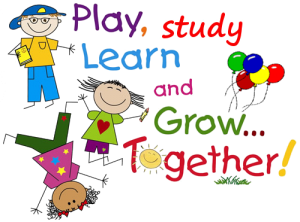 Play, study
Learn
and
Grow...
Together!